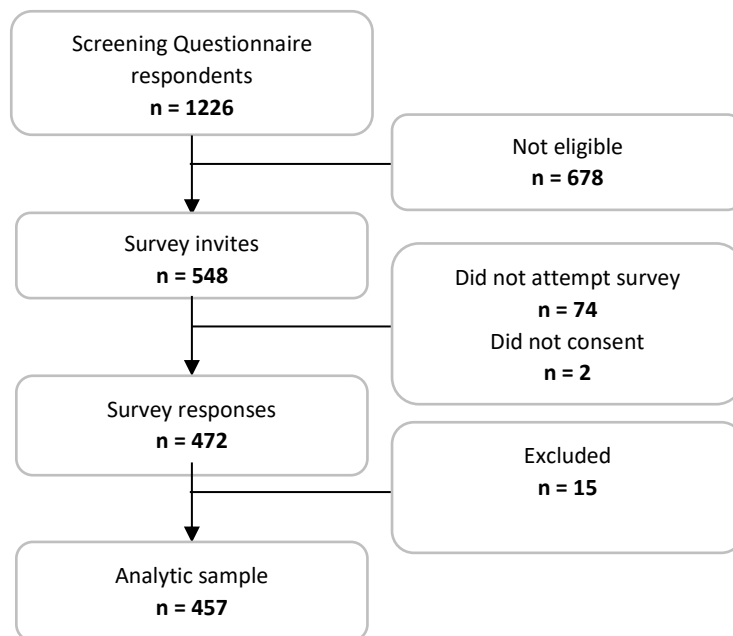 Screening Questionnaire
respondents
n = 1226
Not eligible
n = 678
Survey invites
n = 548
Did not attempt survey
n = 74
Did not consent
n = 2
Survey responses
n = 472
Excluded
n = 15
Analytic sample
n = 457